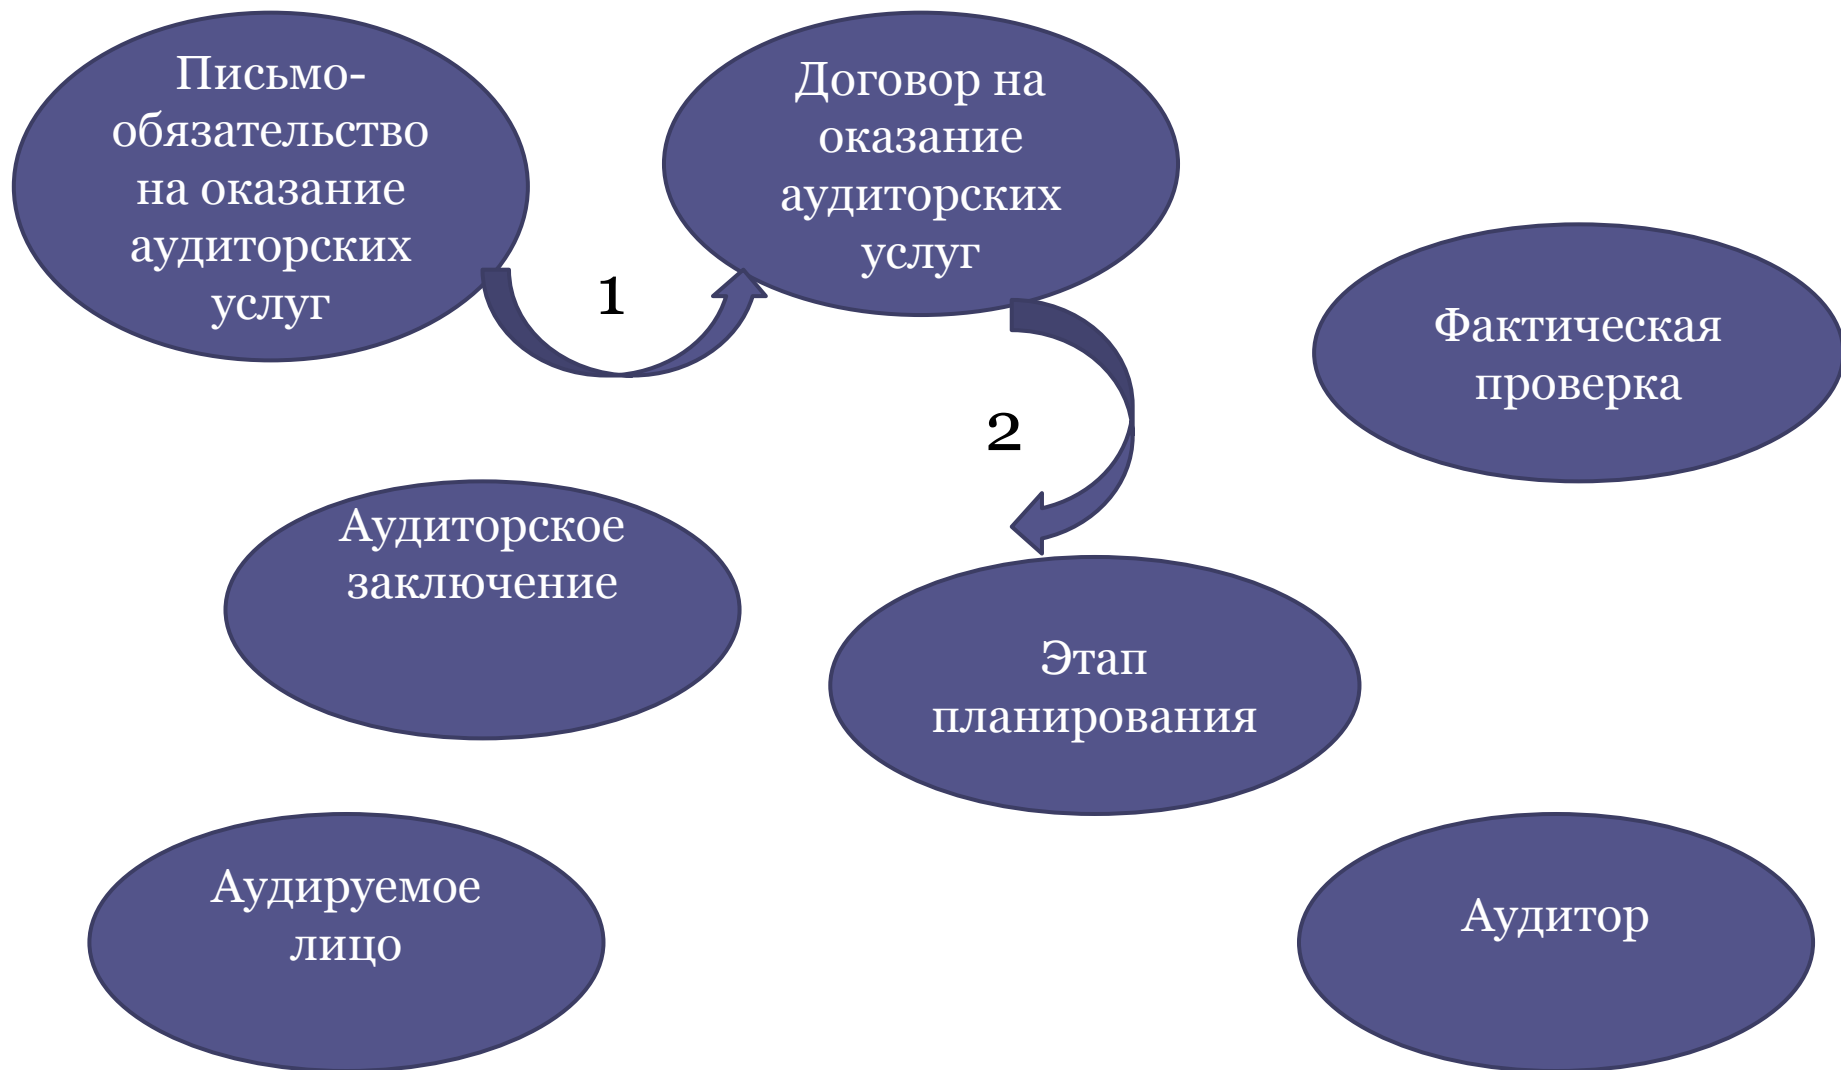 Письмо-
обязательство
на оказание
аудиторских
услуг
Договор на
оказание
аудиторских
услуг
1
Фактическая
проверка
2
Аудиторское
заключение
Этап
планирования
Аудируемое
лицо
Аудитор